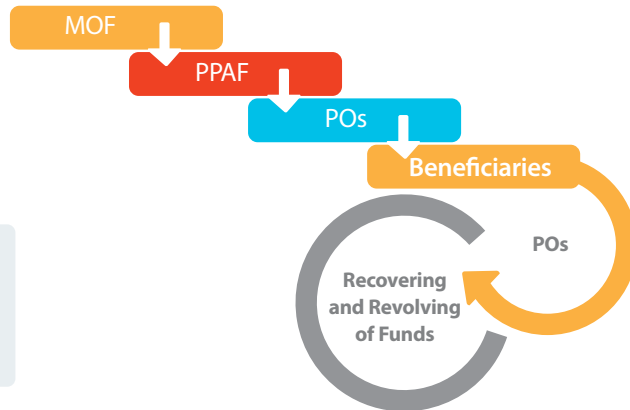 MOF
PPAF
POs
Beneficiaries
POs
Recovering
and Revolving
of Funds